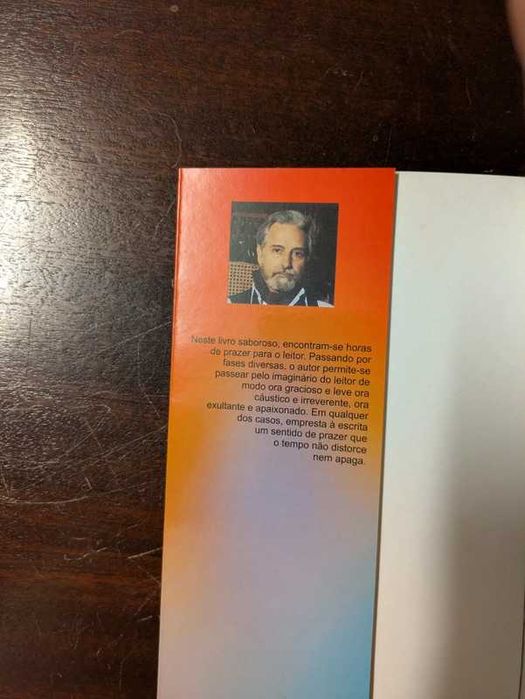 Neste livro saboroso, encontram-se horas
de prazer para o leitor. Passando por
fases diversas, o autor permite-se
passear pelo imaginário do leitor de
modo ora gracioso e leve ora
cáustico e irreverente, ora
exultante e apaixonado. Em qualquer
dos casos, empresta à escrita
um sentido de prazer que
o tempo não distorce
nem apaga.